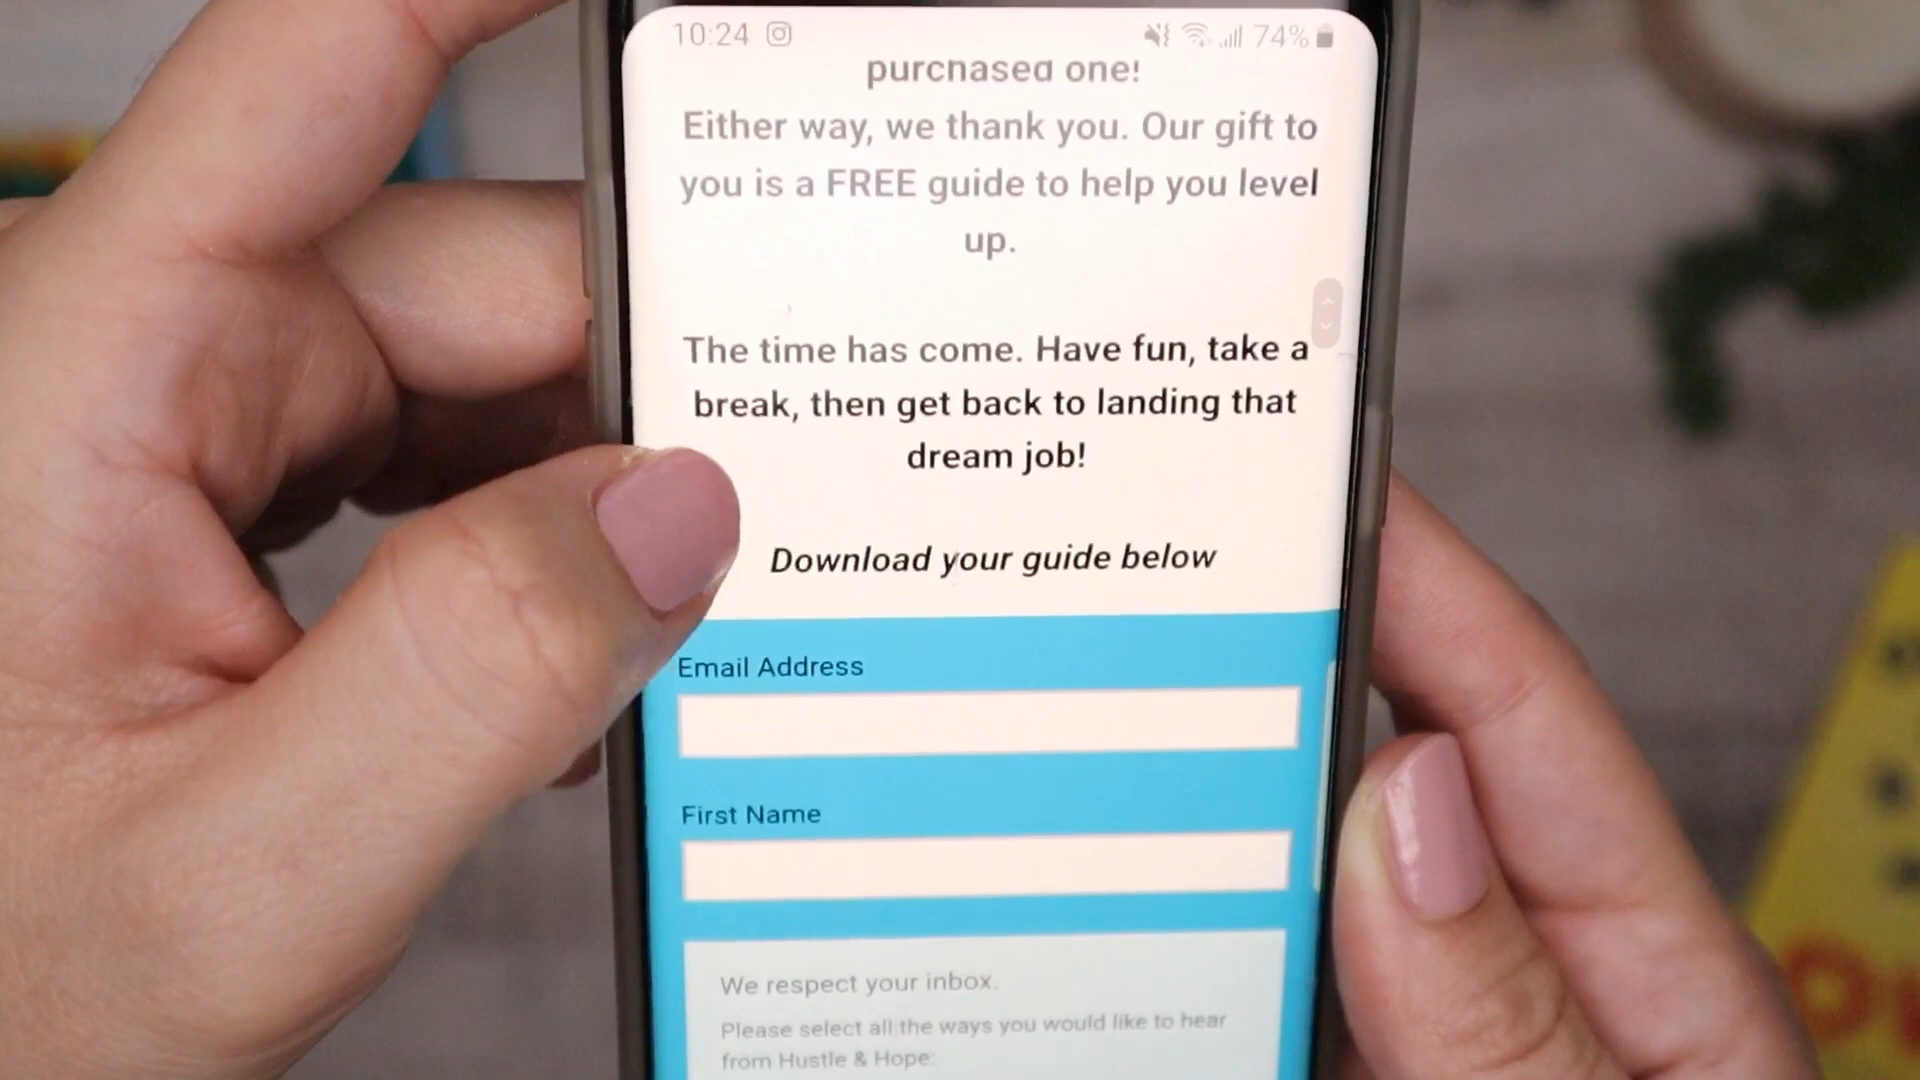 10:24
74%
purchased one!
Either way, we thank you. Our gift to
you is a FREE guide to help you level
up.
The time has come. Have fun, take a
break, then get back to landing that
dream job!
Download your guide below
Email Address
First Name
We respect your inbox.
Please select all the ways you would like to hear
from Hustle & Hope: